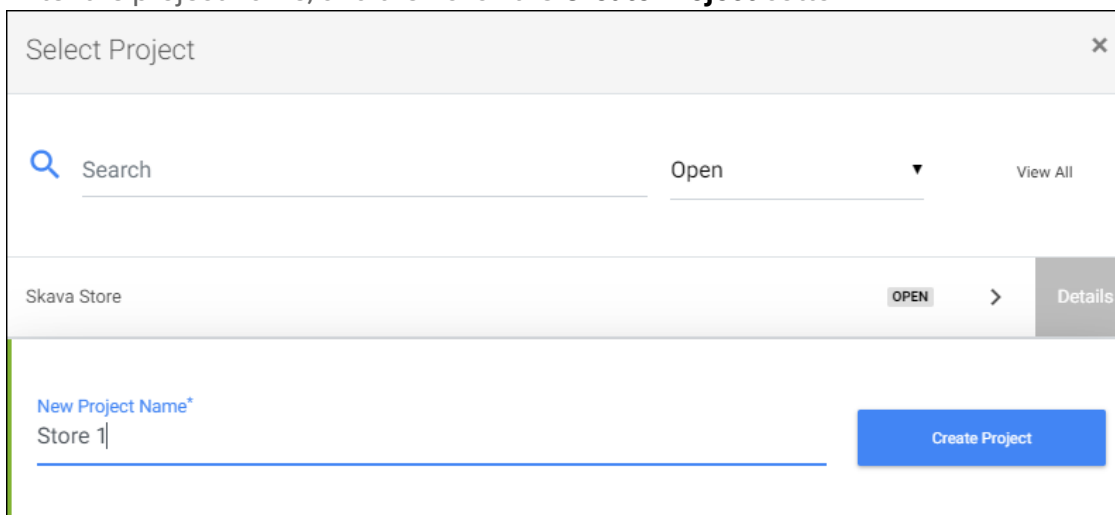 Select Project ×
Search Open ▼ View All
Skava Store OPEN > Details
New Project Name*
Store 1
Create Project